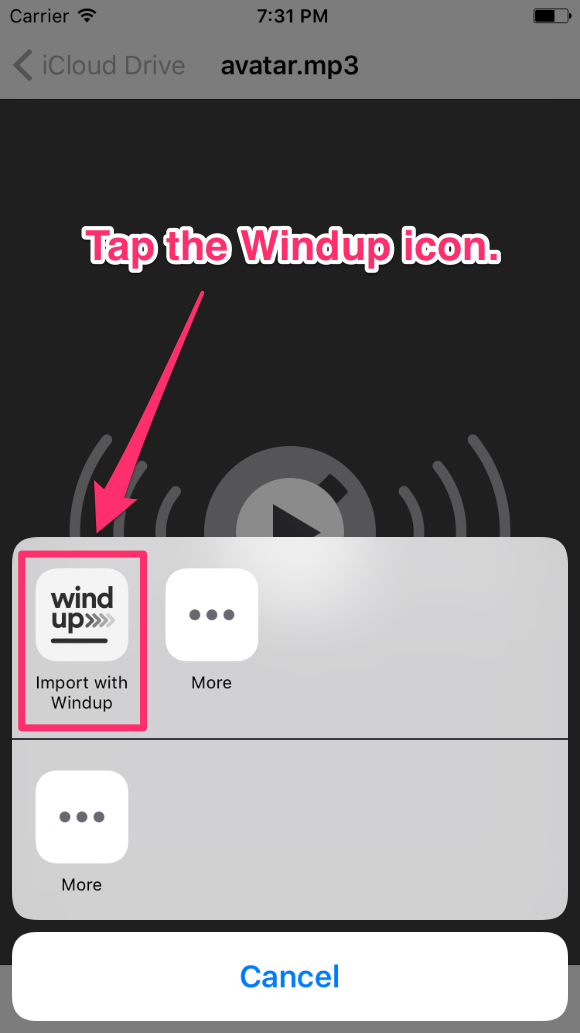 Carrier 7:31 PM
iCloud Drive avatar.mp3
Tap the Windup icon.
wind
up
Import with
Windup
More
More
Cancel